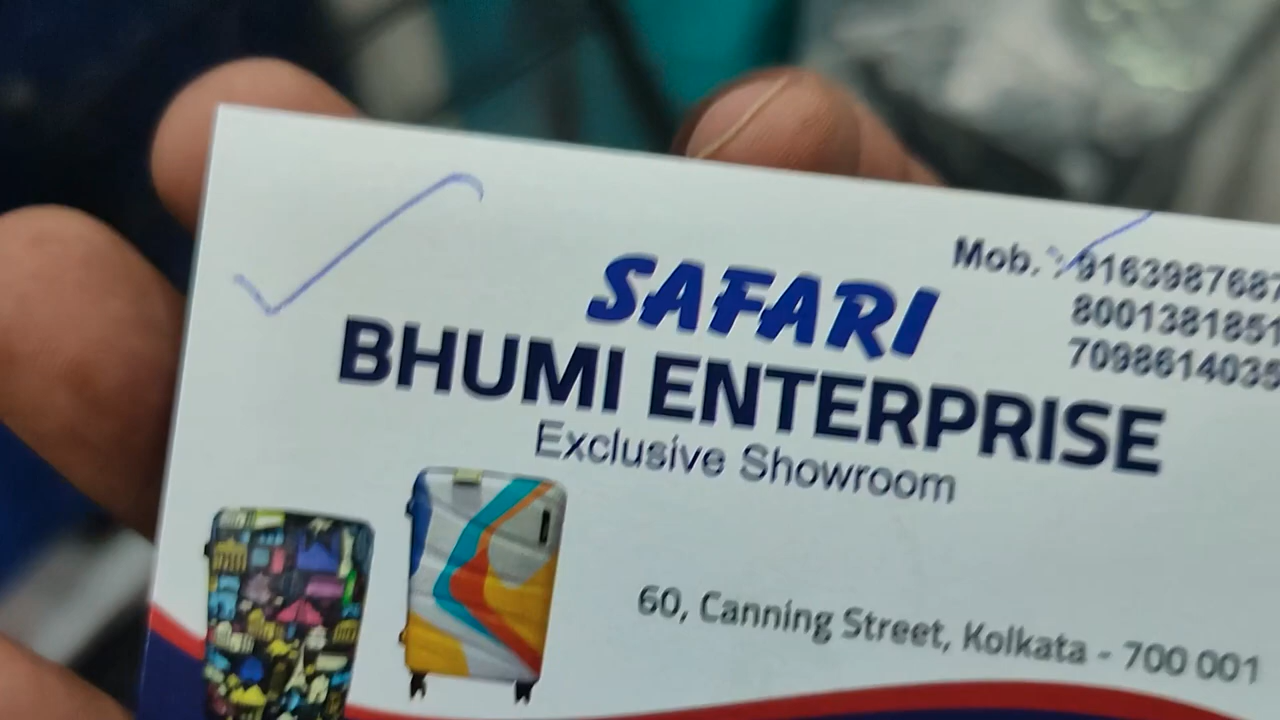 SAFARI
BHUMI ENTERPRISE
Exclusive Showroom
Mob. : 9163987687
8001381851
7098614035
60, Canning Street, Kolkata - 700 001